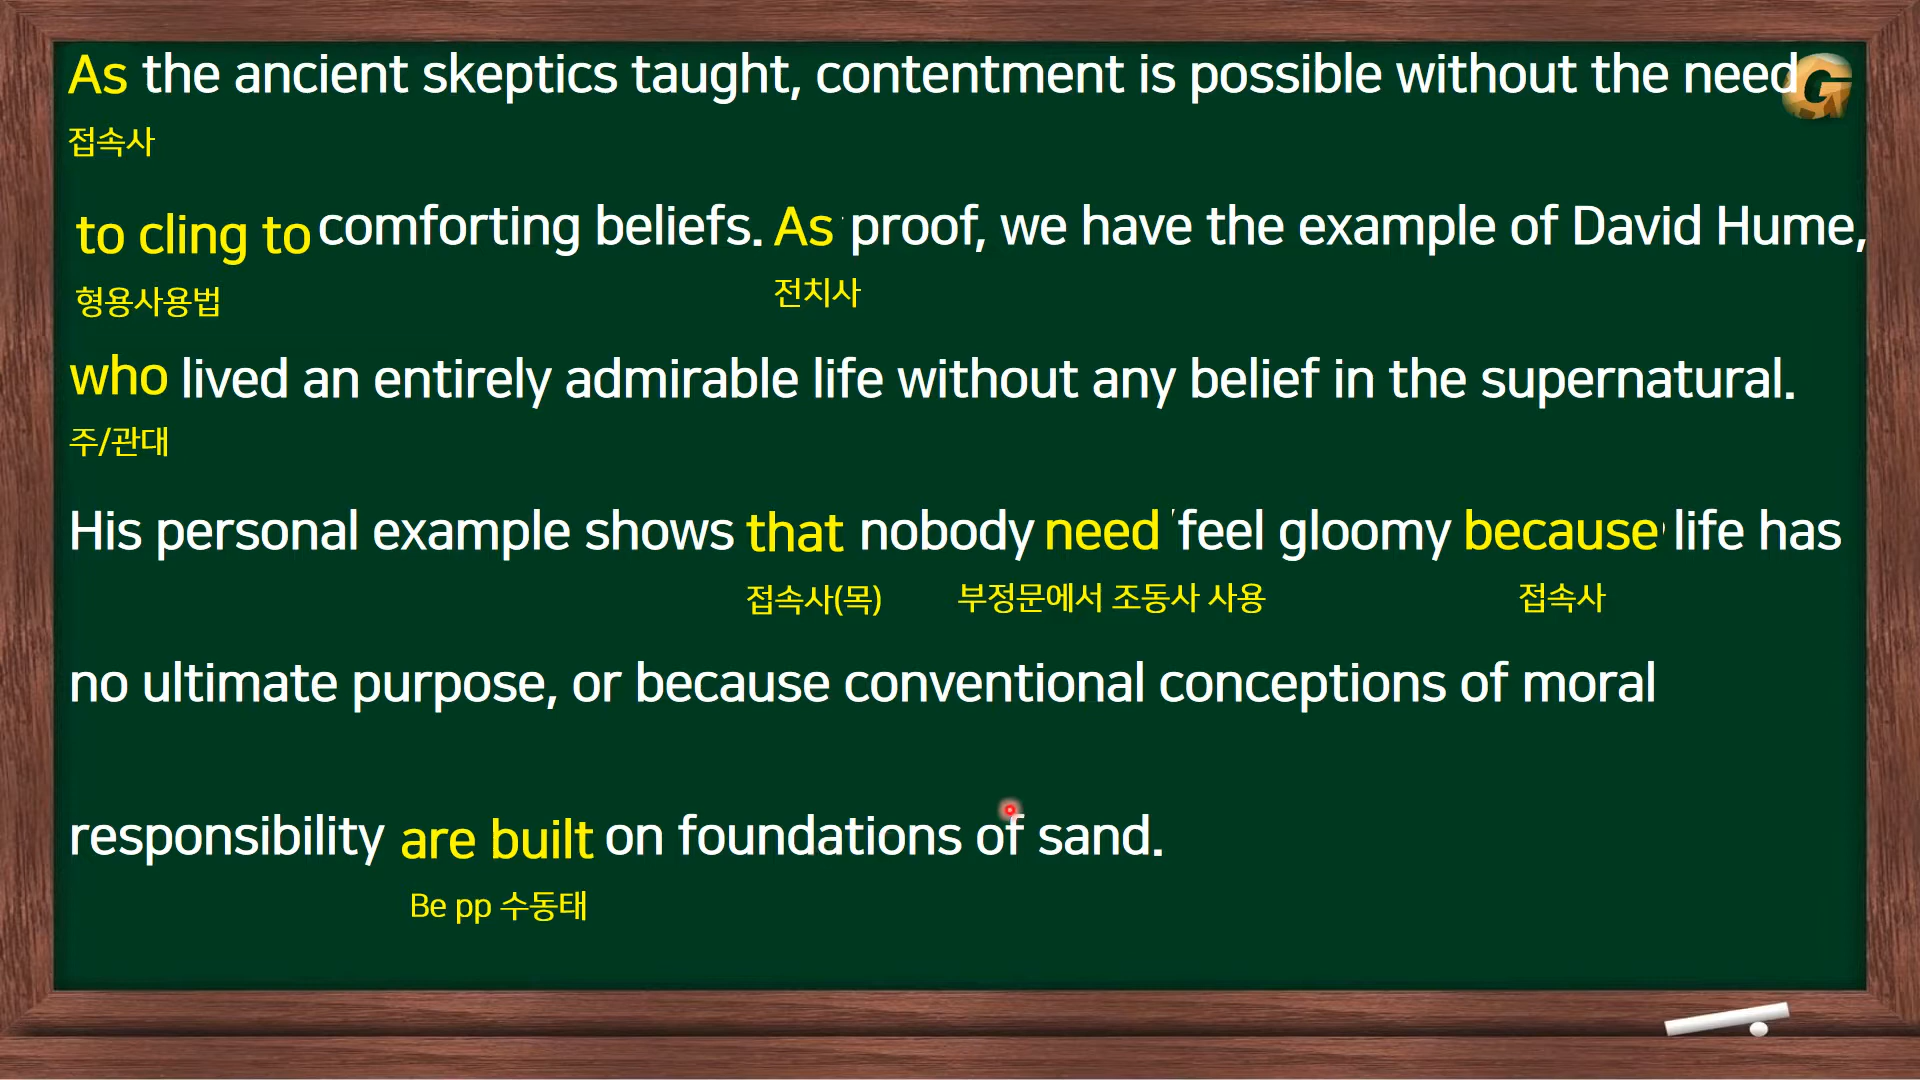 As the ancient skeptics taught, contentment is possible without the need
접속사
to cling to comforting beliefs. As proof, we have the example of David Hume,
형용사용법 전치사
who lived an entirely admirable life without any belief in the supernatural.
주/관대
His personal example shows that nobody need feel gloomy because life has
접속사(목) 부정문에서 조동사 사용 접속사
no ultimate purpose, or because conventional conceptions of moral
responsibility are built on foundations of sand.
Be pp 수동태
G